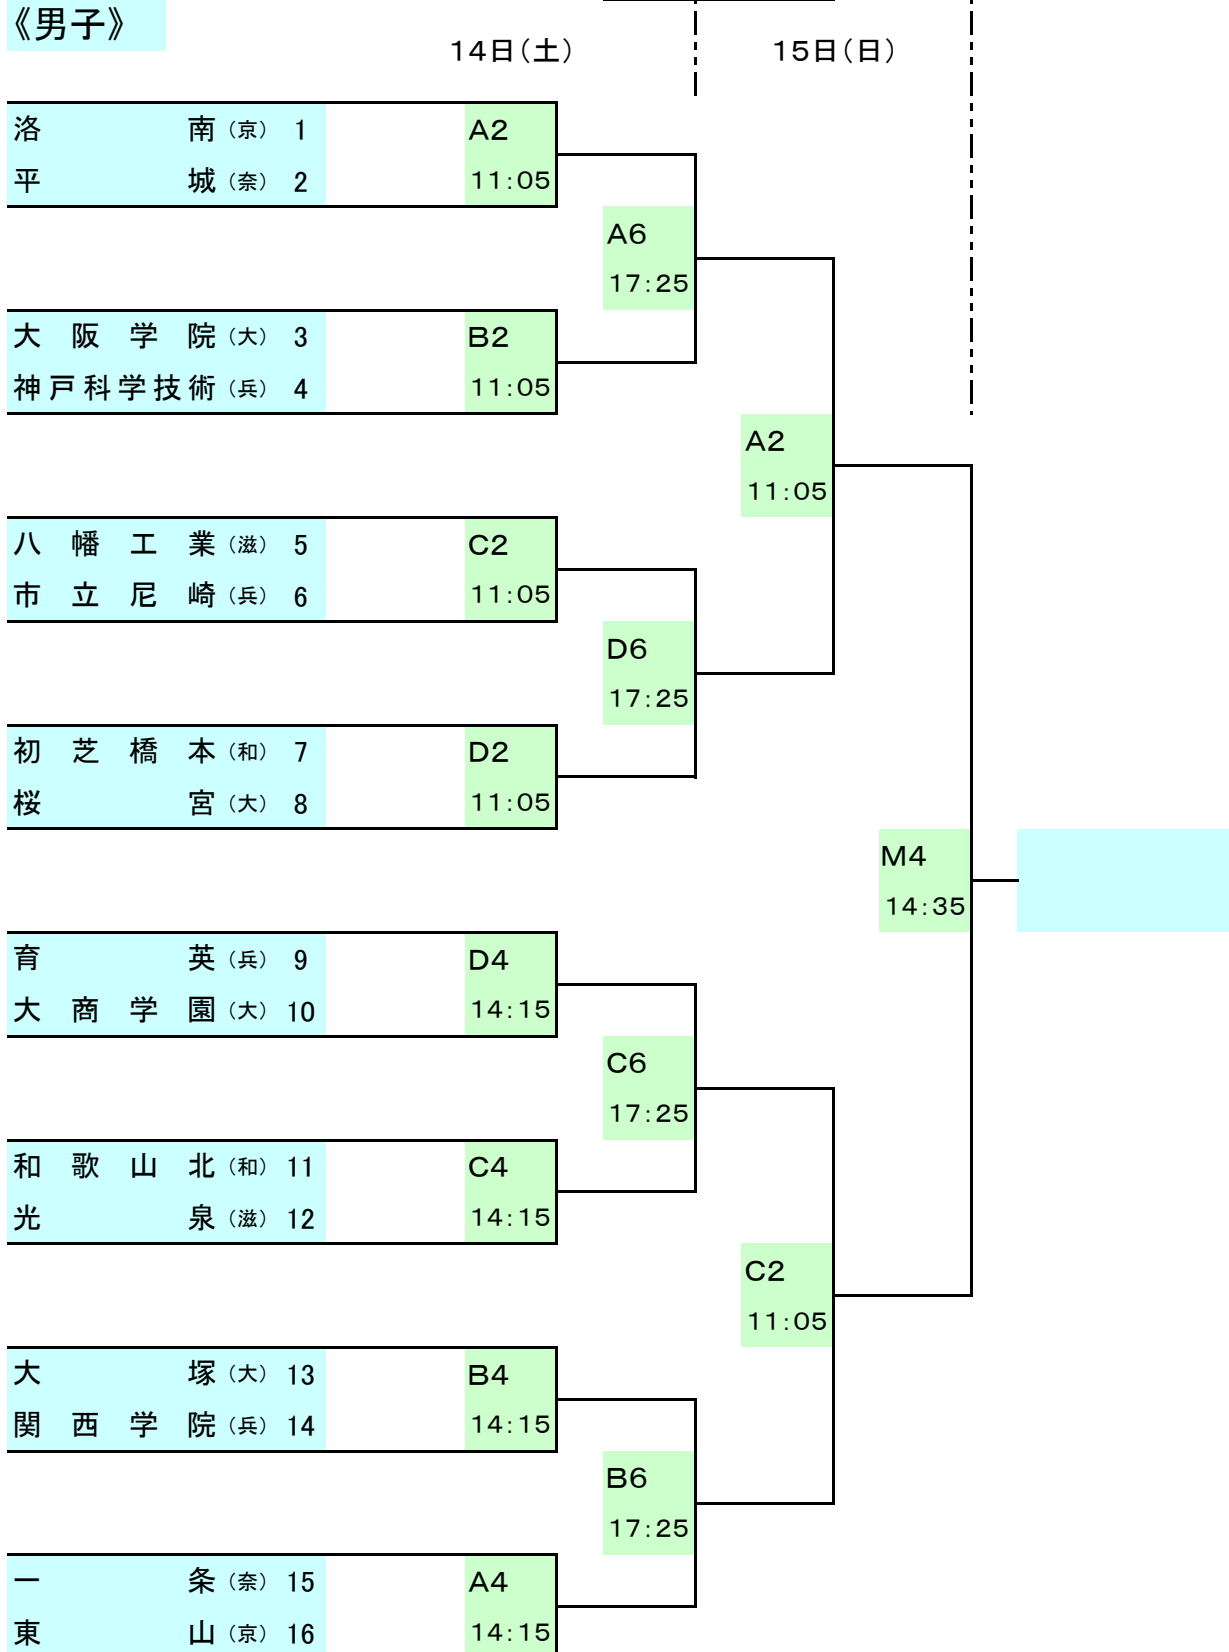 《男子》
14日(土) 15日(日)
洛南(京) 1 A2
平城(奈) 2 11:05
A6
17:25
大阪学院(大) 3 B2
神戸科学技術(兵) 4 11:05
A2
11:05
八幡工業(滋) 5 C2
市立尼崎(兵) 6 11:05
D6
17:25
初芝橋本(和) 7 D2
桜宮(大) 8 11:05
M4
14:35
育英(兵) 9 D4
大商学園(大) 10 14:15
C6
17:25
和歌山北(和) 11 C4
光泉(滋) 12 14:15
C2
11:05
大塚(大) 13 B4
関西学院(兵) 14 14:15
B6
17:25
一条(奈) 15 A4
東山(京) 16 14:15